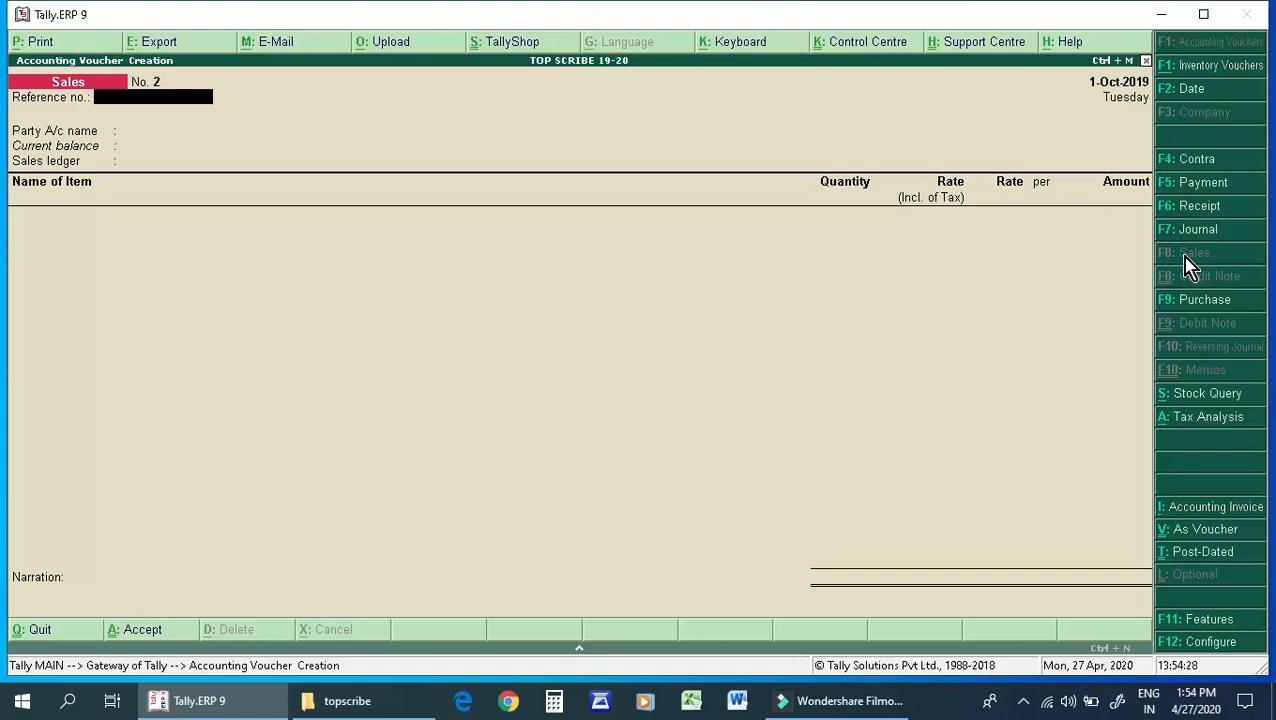 Tally.ERP 9
P: Print E: Export M: E-Mail O: Upload S: TallyShop G: Language K: Keyboard K: Control Centre H: Support Centre H: Help
F1: Accounting Vouchers
Accounting Voucher Creation TOP SCRIBE 19-20 Ctrl + M
F1: Inventory Vouchers
Sales No. 2 1-Oct-2019
F2: Date
Reference no.: Tuesday
F3: Company
Party A/c name :
Current balance :
Sales ledger :
F4: Contra
Name of Item Quantity Rate Rate per Amount
(Incl. of Tax)
F5: Payment
F6: Receipt
F7: Journal
F8: Sales
F8: Note
F9: Purchase
F9: Debit Note
F10: Reversing Journal
F10: Memos
S: Stock Query
A: Tax Analysis
I: Accounting Invoice
V: As Voucher
T: Post-Dated
L: Optional
Narration:
F11: Features
F12: Configure
Q: Quit A: Accept D: Delete X: Cancel
Ctrl + N
Tally MAIN --> Gateway of Tally --> Accounting Voucher Creation © Tally Solutions Pvt Ltd., 1988-2018 Mon, 27 Apr, 2020 13:54:28
Tally.ERP 9 topscribe Wondershare Filmo... ENG 1:54 PM
IN 4/27/2020